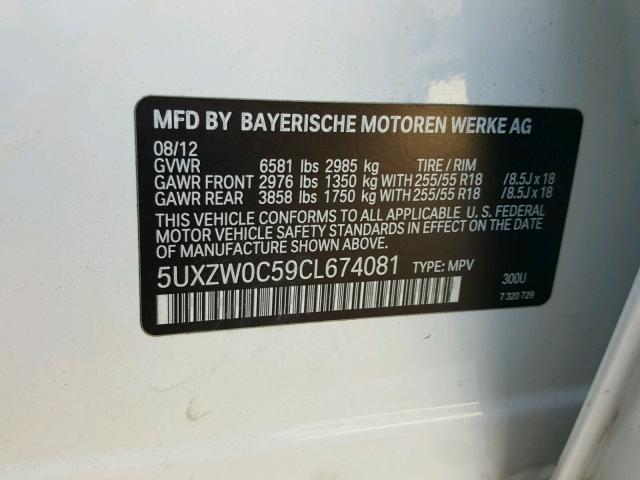 MFD BY BAYERISCHE MOTOREN WERKE AG
08/12
GVWR 6581 lbs 2985 kg TIRE / RIM
GAWR FRONT 2976 lbs 1350 kg WITH 255/55 R18 /8.5J x 18
GAWR REAR 3858 lbs 1750 kg WITH 255/55 R18 /8.5J x 18
THIS VEHICLE CONFORMS TO ALL APPLICABLE U. S. FEDERAL
MOTOR VEHICLE SAFETY STANDARDS IN EFFECT ON THE DATE
OF MANUFACTURE SHOWN ABOVE.
5UXZW0C59CL674081 TYPE: MPV
300U
7 320 729